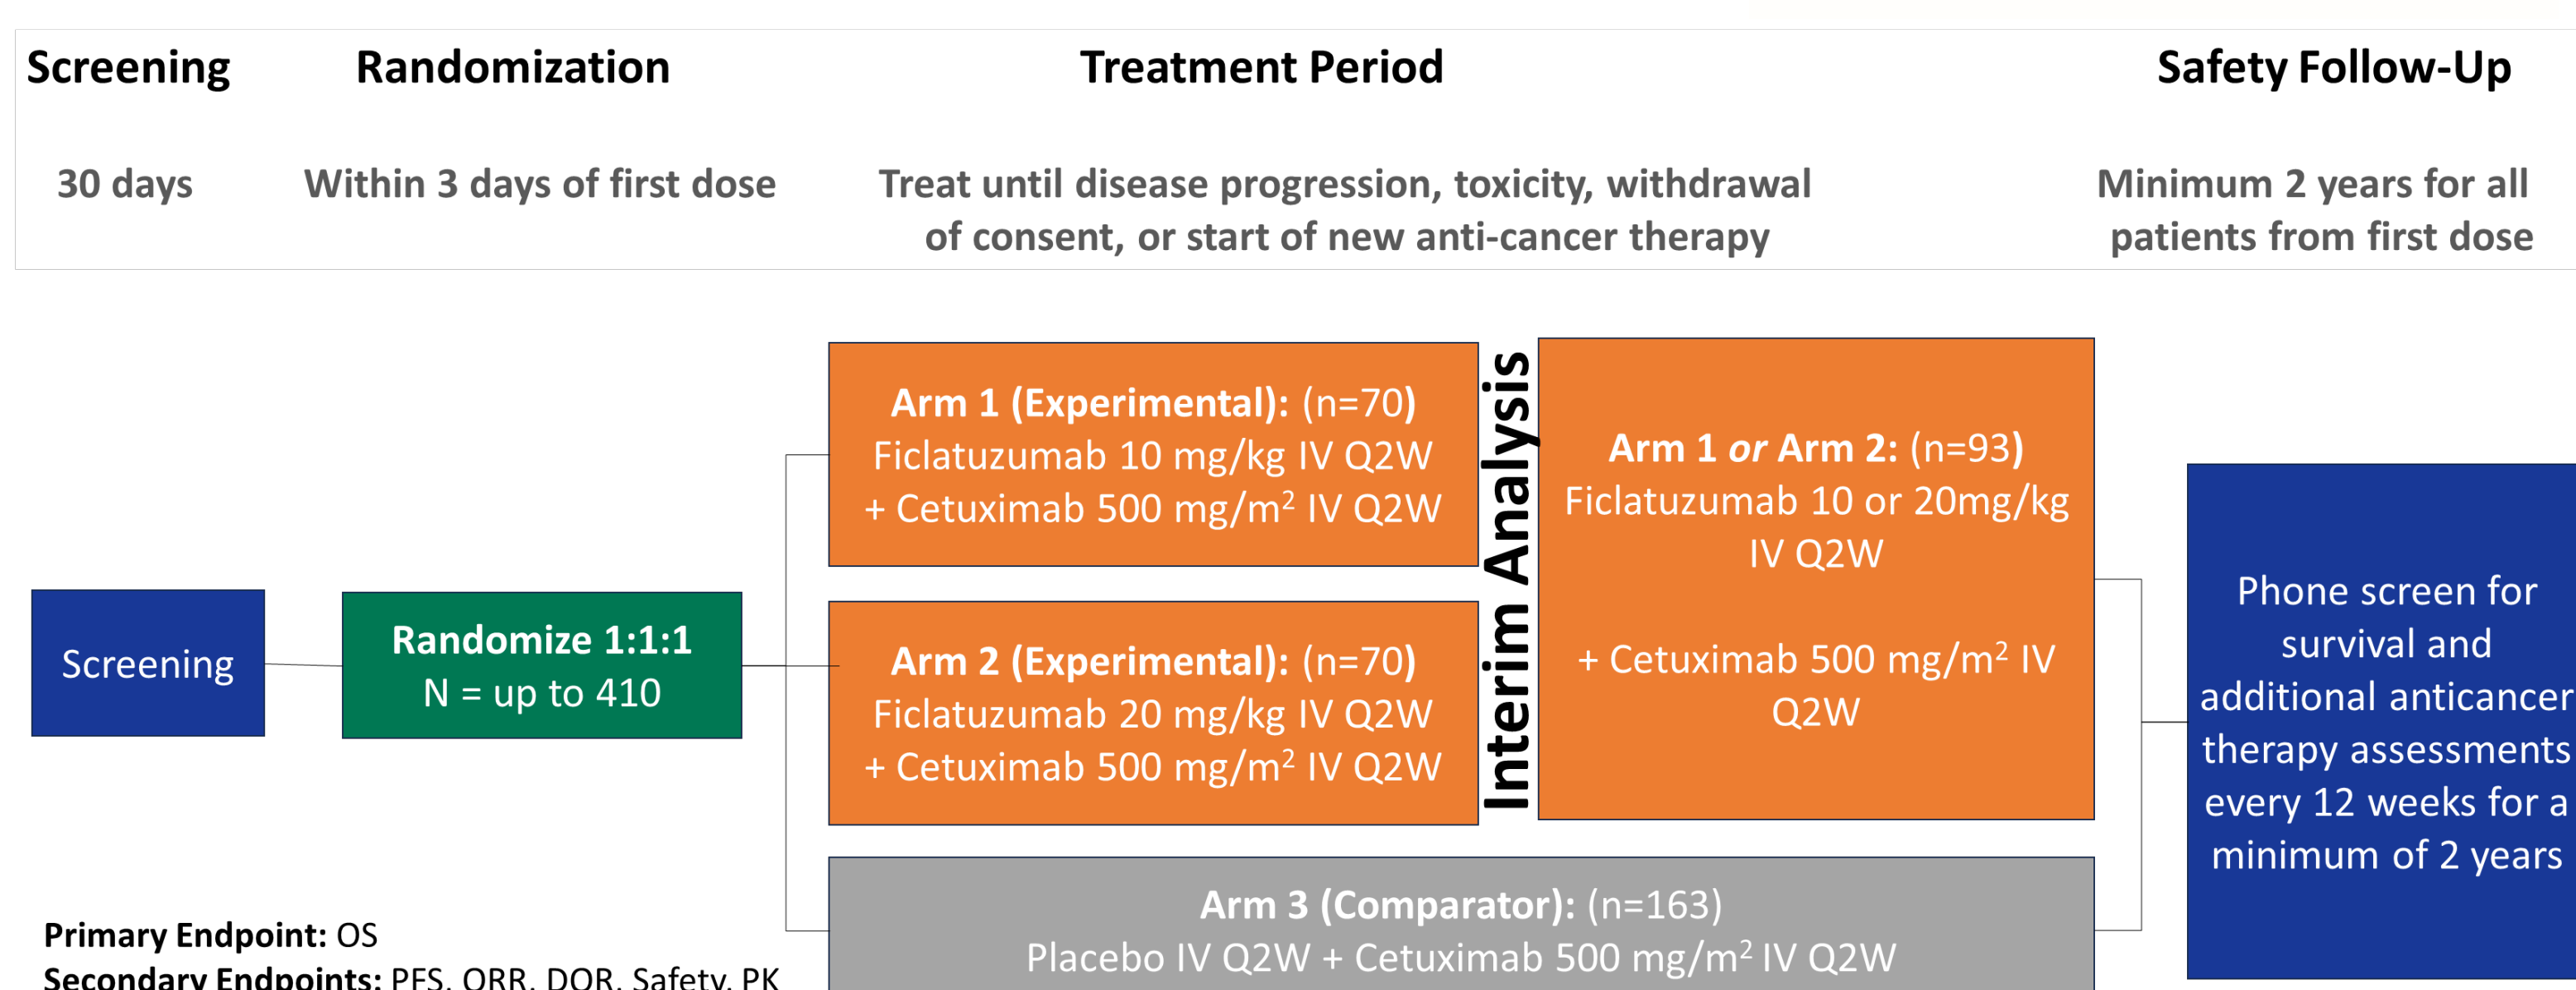 Screening
Randomization
Treatment Period
Safety Follow-Up
30 days
Within 3 days of first dose
Treat until disease progression, toxicity, withdrawal
of consent, or start of new anti-cancer therapy
Minimum 2 years for all
patients from first dose
Screening
Randomize 1:1:1
N = up to 410
Arm 1 (Experimental): (n=70)
Ficlatuzumab 10 mg/kg IV Q2W
+ Cetuximab 500 mg/m² IV Q2W
Arm 2 (Experimental): (n=70)
Ficlatuzumab 20 mg/kg IV Q2W
+ Cetuximab 500 mg/m² IV Q2W
Interim Analysis
Arm 1 or Arm 2: (n=93)
Ficlatuzumab 10 or 20mg/kg
IV Q2W
+ Cetuximab 500 mg/m² IV
Q2W
Arm 3 (Comparator): (n=163)
Placebo IV Q2W + Cetuximab 500 mg/m² IV Q2W
Phone screen for
survival and
additional anticancer
therapy assessments
every 12 weeks for a
minimum of 2 years
Primary Endpoint: OS
Secondary Endpoints: PFS, ORR, DOR, Safety, PK